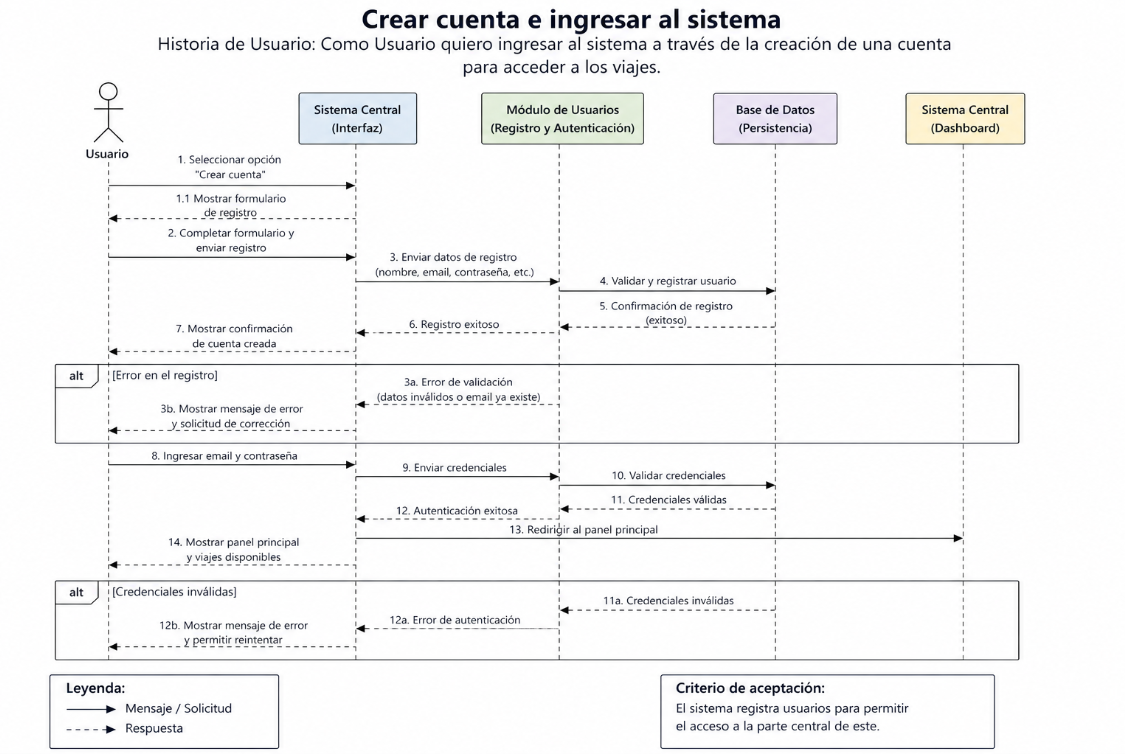 Crear cuenta e ingresar al sistema
Historia de Usuario: Como Usuario quiero ingresar al sistema a través de la creación de una cuenta
para acceder a los viajes.
Usuario
Sistema Central
(Interfaz)
Módulo de Usuarios
(Registro y Autenticación)
Base de Datos
(Persistencia)
Sistema Central
(Dashboard)
1. Seleccionar opción
"Crear cuenta"
1.1 Mostrar formulario
de registro
2. Completar formulario y
enviar registro
3. Enviar datos de registro
(nombre, email, contraseña, etc.)
4. Validar y registrar usuario
5. Confirmación de registro
(exitoso)
6. Registro exitoso
7. Mostrar confirmación
de cuenta creada
alt
[Error en el registro]
3a. Error de validación
(datos inválidos o email ya existe)
3b. Mostrar mensaje de error
y solicitud de corrección
8. Ingresar email y contraseña
9. Enviar credenciales
10. Validar credenciales
11. Credenciales válidas
12. Autenticación exitosa
13. Redirigir al panel principal
14. Mostrar panel principal
y viajes disponibles
alt
[Credenciales inválidas]
11a. Credenciales inválidas
12a. Error de autenticación
12b. Mostrar mensaje de error
y permitir reintentar
Leyenda:
Mensaje / Solicitud
Respuesta
Criterio de aceptación:
El sistema registra usuarios para permitir
el acceso a la parte central de este.